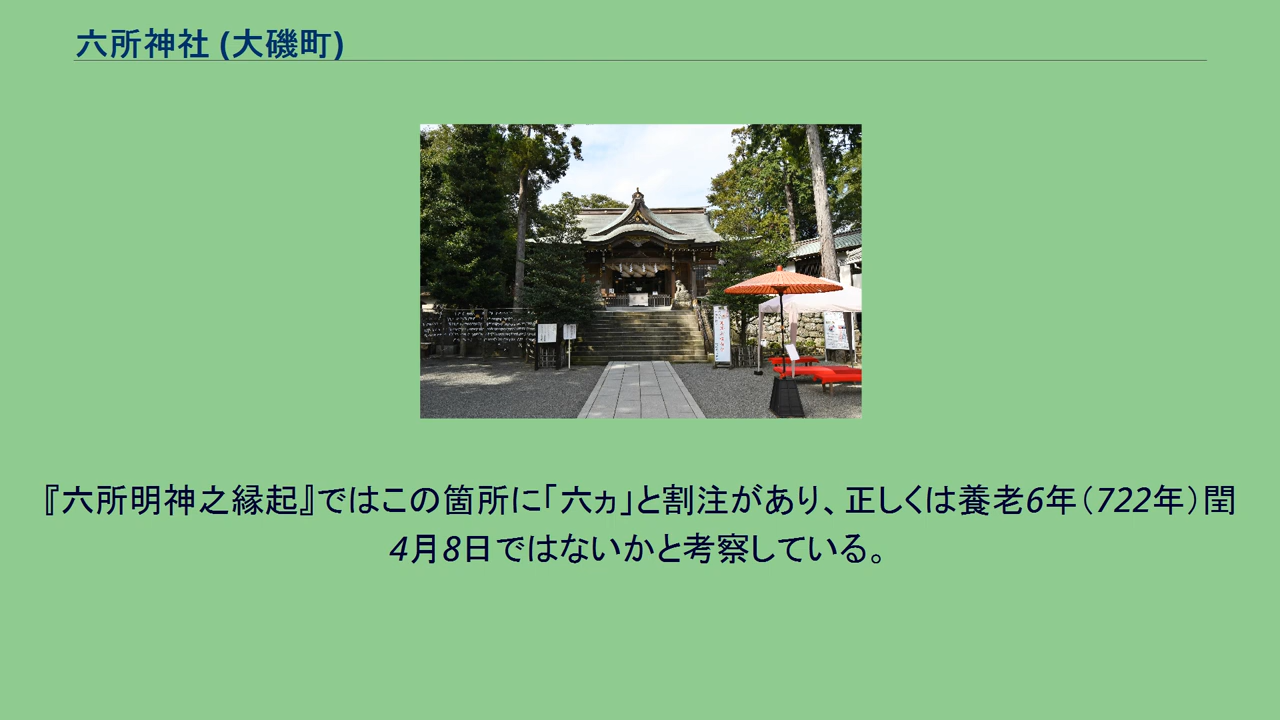 六所神社 (大磯町)
『六所明神之縁起』ではこの箇所に「六ヵ」と割注があり、正しくは養老6年（722年）閏
4月8日ではないかと考察している。